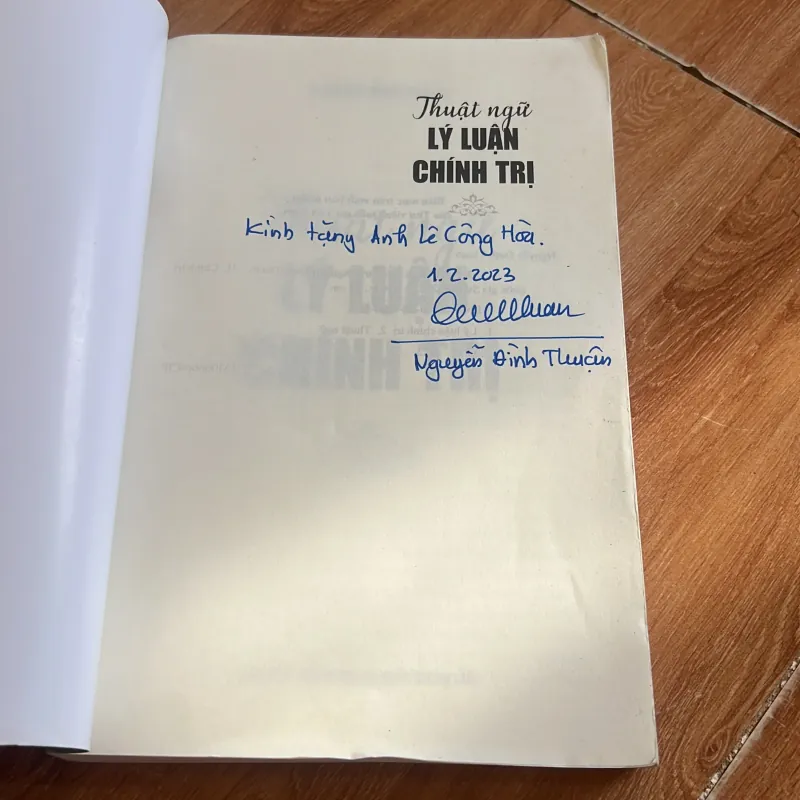 Thuật ngữ
LÝ LUẬN
CHÍNH TRỊ
Kính tặng Anh Lê Công Hòa.
1.2.2023
Nguyễn Đình Thuận